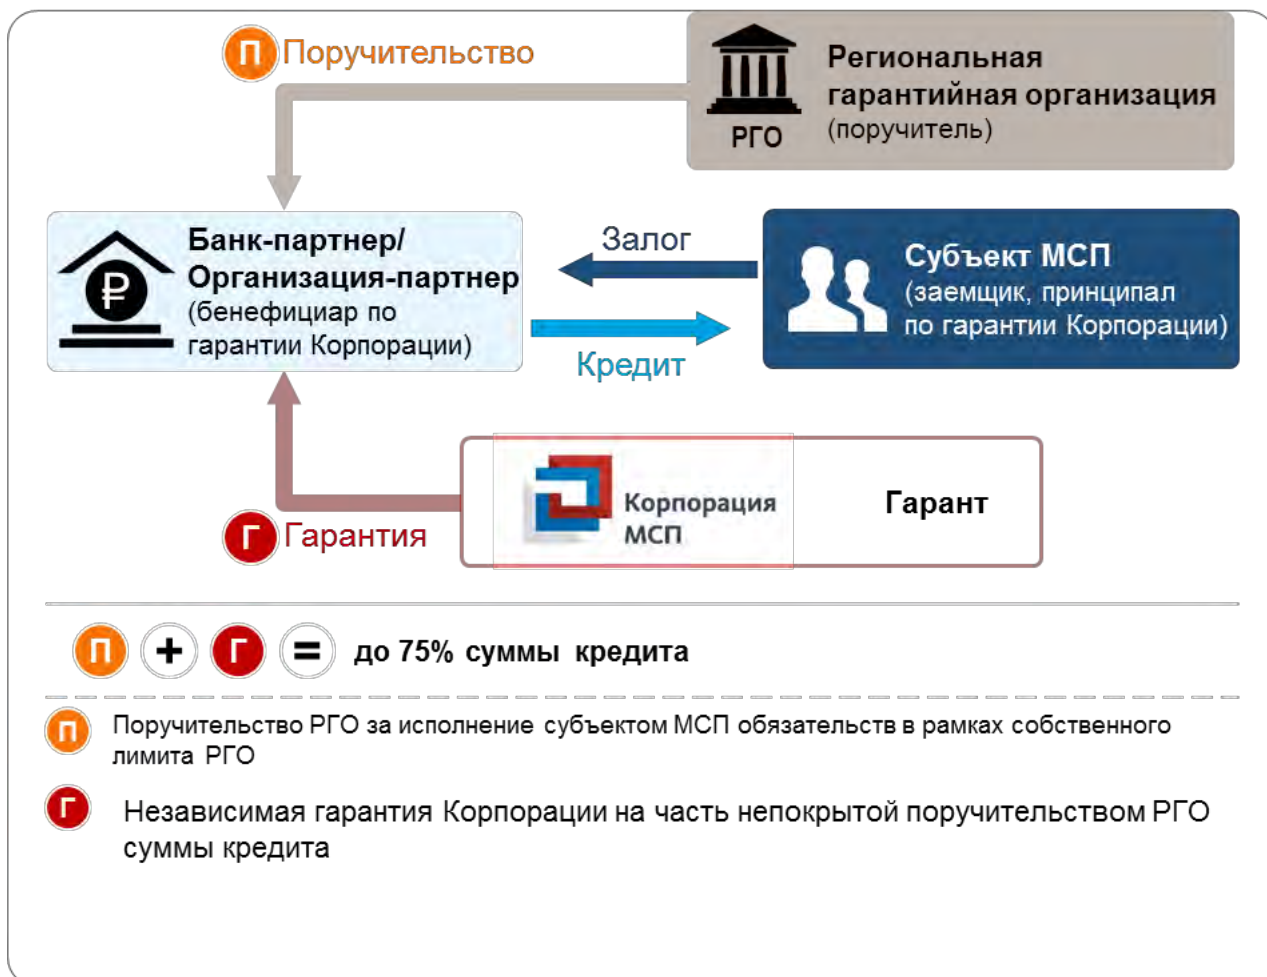 П Поручительство
Региональная
гарантийная организация
(поручитель)
РГО
Банк-партнер/
Организация-партнер
(бенефициар по
гарантии Корпорации)
₽
Залог
Кредит
Субъект МСП
(заемщик, принципал
по гарантии Корпорации)
Г Гарантия
Корпорация
МСП
Гарант
П + Г = до 75% суммы кредита
П Поручительство РГО за исполнение субъектом МСП обязательств в рамках собственного
лимита РГО
Г Независимая гарантия Корпорации на часть непокрытой поручительством РГО
суммы кредита